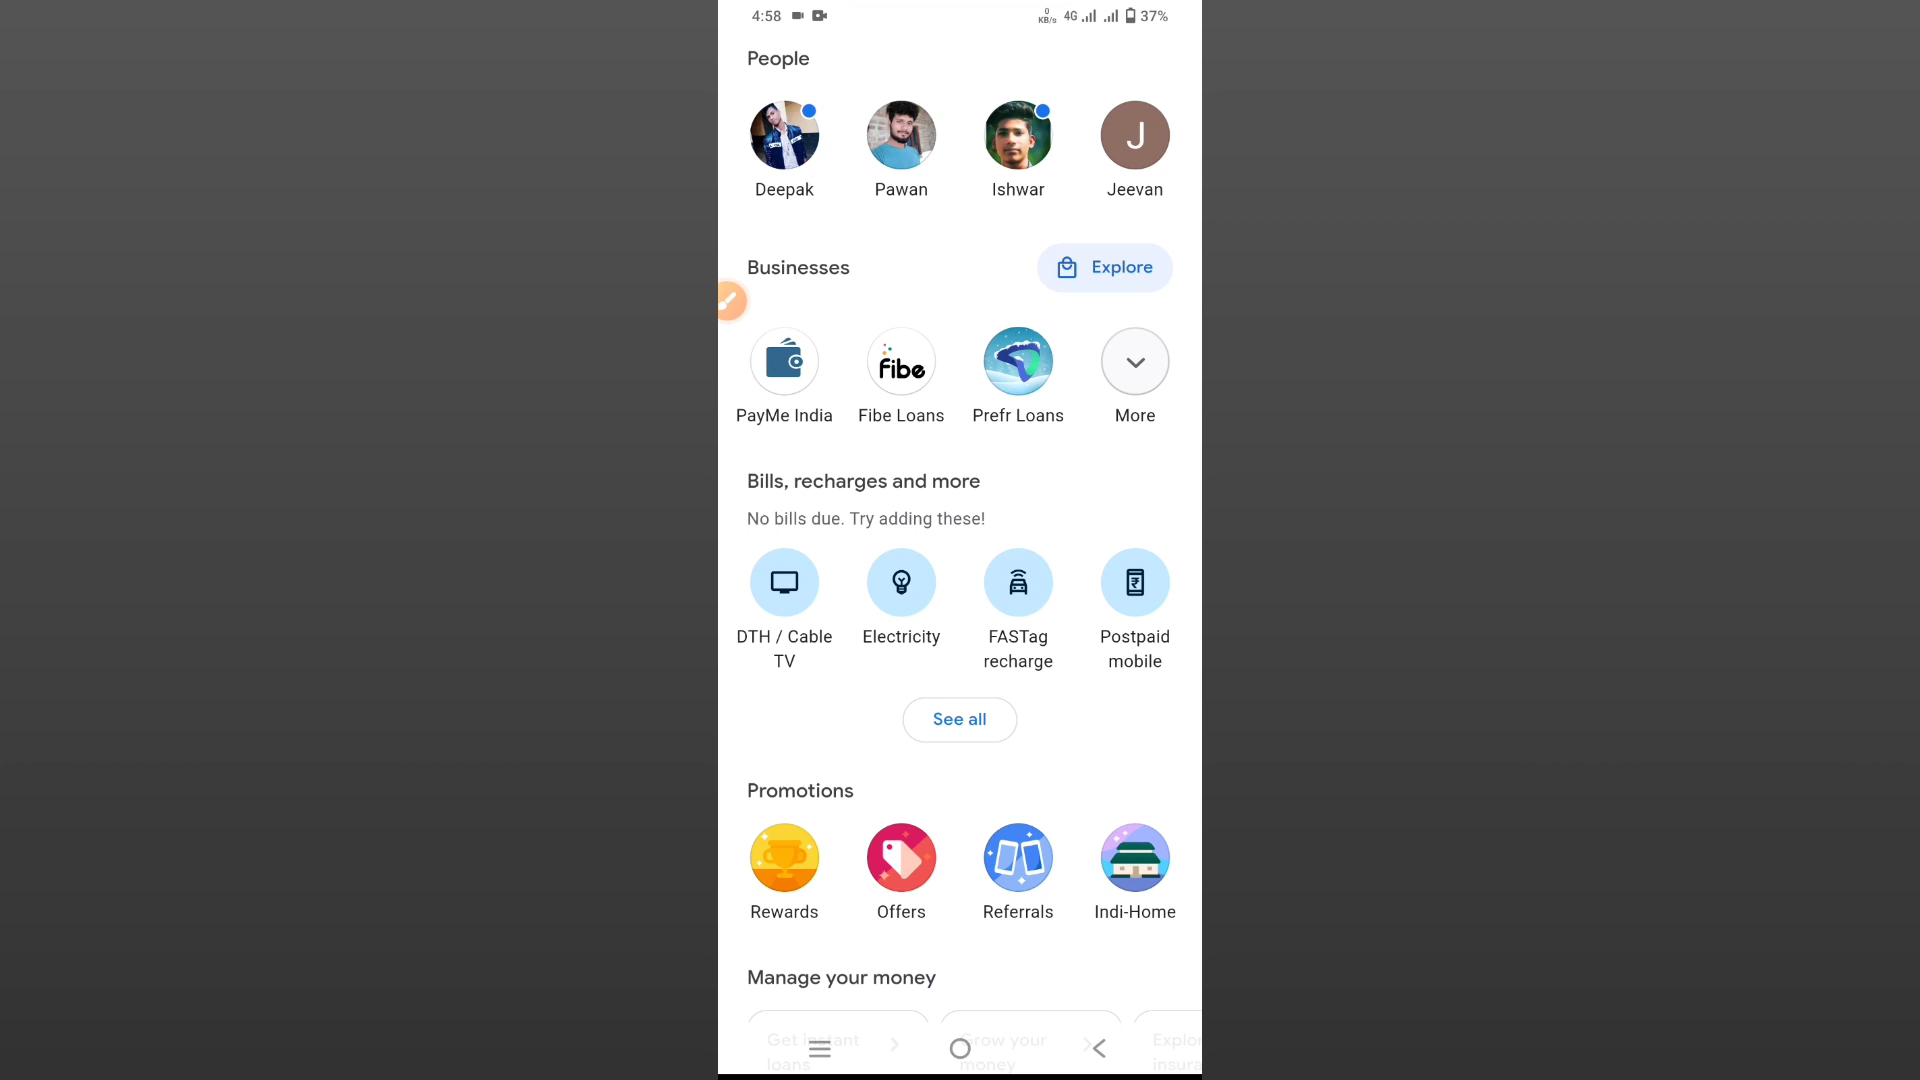 4:58
0
KB/s
4G
37%
People
J
Deepak
Pawan
Ishwar
Jeevan
Businesses
Explore
fibe
PayMe India
Fibe Loans
Prefr Loans
More
Bills, recharges and more
No bills due. Try adding these!
₹
DTH / Cable
TV
Electricity
FASTag
recharge
Postpaid
mobile
See all
Promotions
Rewards
Offers
Referrals
Indi-Home
Manage your money
Get instant
loans
Grow your
money
Explor
insura